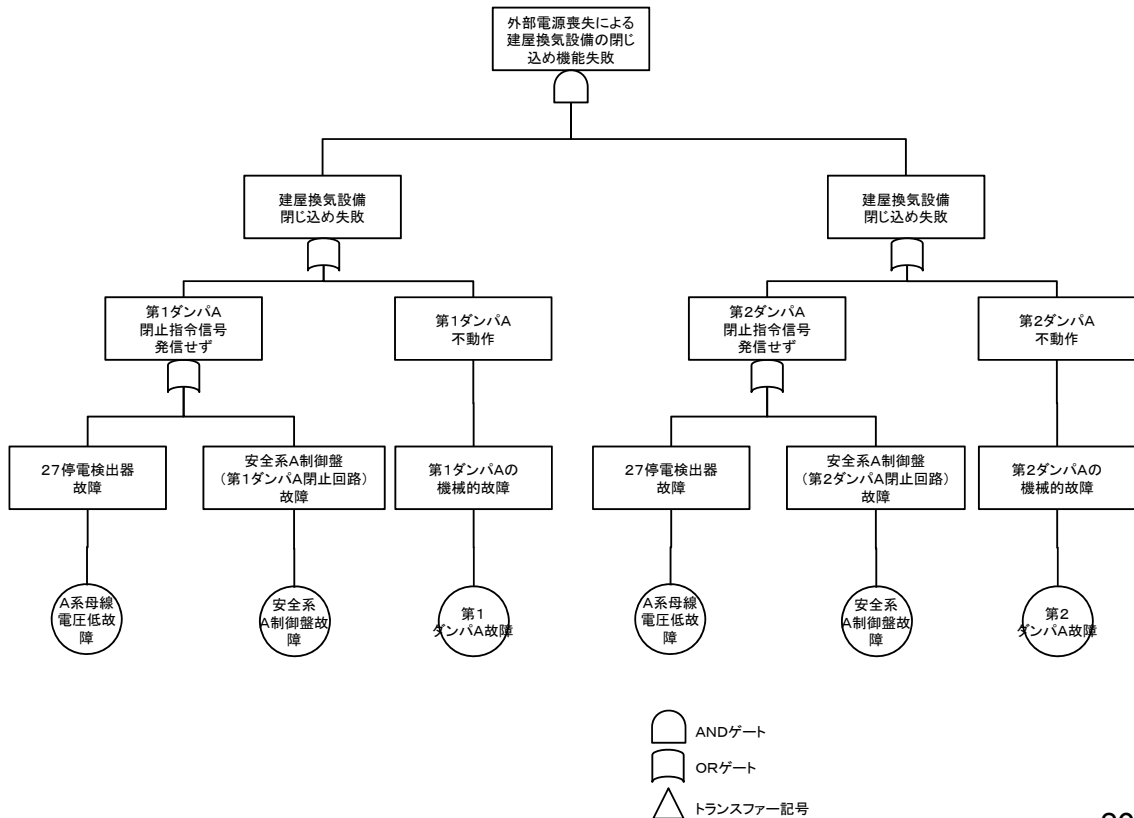 外部電源喪失による
建屋換気設備の閉じ
込め機能失敗
建屋換気設備
閉じ込め失敗
建屋換気設備
閉じ込め失敗
第1ダンパA
閉止指令信号
発信せず
第1ダンパA
不動作
第2ダンパA
閉止指令信号
発信せず
第2ダンパA
不動作
27停電検出器
故障
安全系A制御盤
(第1ダンパA閉止回路)
故障
第1ダンパAの
機械的故障
27停電検出器
故障
安全系A制御盤
(第2ダンパA閉止回路)
故障
第2ダンパAの
機械的故障
A系母線
電圧低故
障
安全系
A制御盤故
障
第1
ダンパA故障
A系母線
電圧低故
障
安全系
A制御盤故
障
第2
ダンパA故障
ANDゲート
ORゲート
トランスファー記号